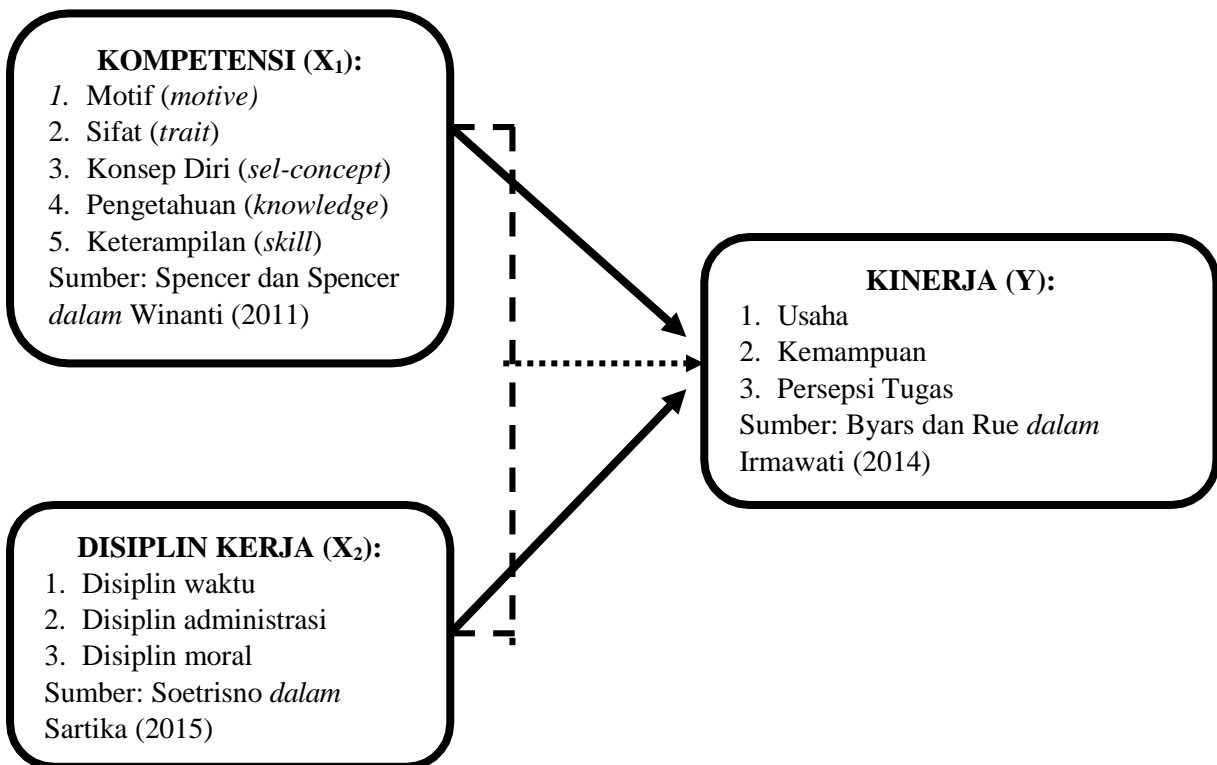 KOMPETENSI (X₁):
1. Motif (motive)
2. Sifat (trait)
3. Konsep Diri (sel-concept)
4. Pengetahuan (knowledge)
5. Keterampilan (skill)
Sumber: Spencer dan Spencer
dalam Winanti (2011)
KINERJA (Y):
1. Usaha
2. Kemampuan
3. Persepsi Tugas
Sumber: Byars dan Rue dalam
Irmawati (2014)
DISIPLIN KERJA (X₂):
1. Disiplin waktu
2. Disiplin administrasi
3. Disiplin moral
Sumber: Soetrisno dalam
Sartika (2015)